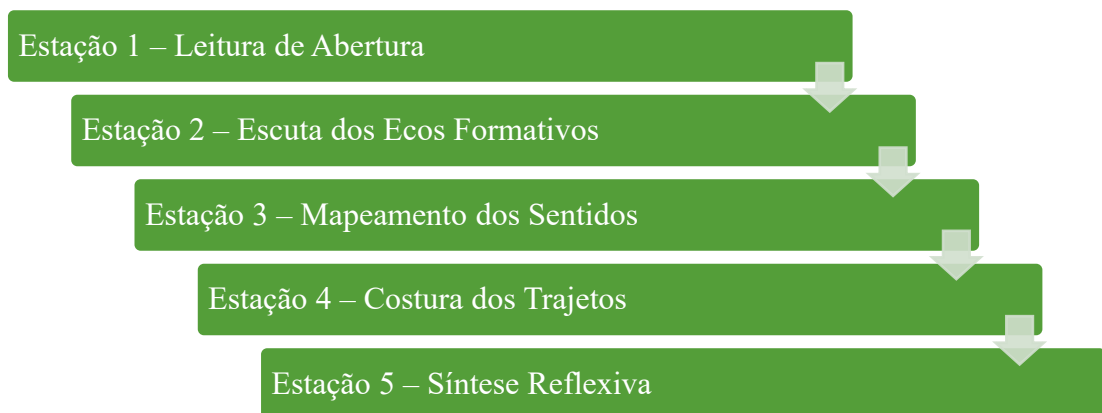 Estação 1 – Leitura de Abertura
Estação 2 – Escuta dos Ecos Formativos
Estação 3 – Mapeamento dos Sentidos
Estação 4 – Costura dos Trajetos
Estação 5 – Síntese Reflexiva